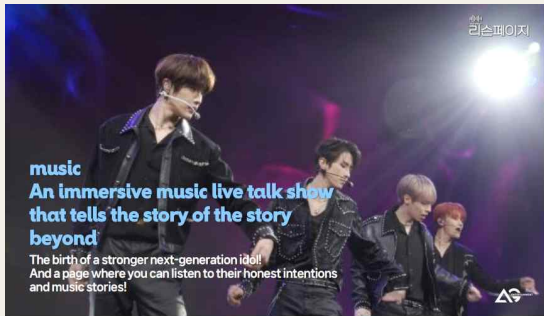 리슨페이지
music
An immersive music live talk show
that tells the story of the story
beyond
The birth of a stronger next-generation idol!
And a page where you can listen to their honest intentions
and music stories!